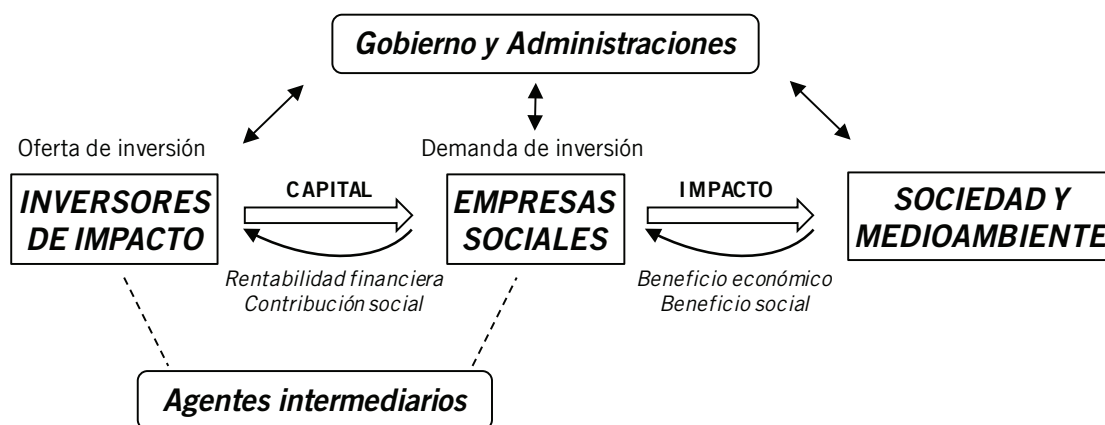 Gobierno y Administraciones
Oferta de inversión
Demanda de inversión
INVERSORES
DE IMPACTO
CAPITAL
EMPRESAS
SOCIALES
IMPACTO
SOCIEDAD Y
MEDIOAMBIENTE
Rentabilidad financiera
Contribución social
Beneficio económico
Beneficio social
Agentes intermediarios